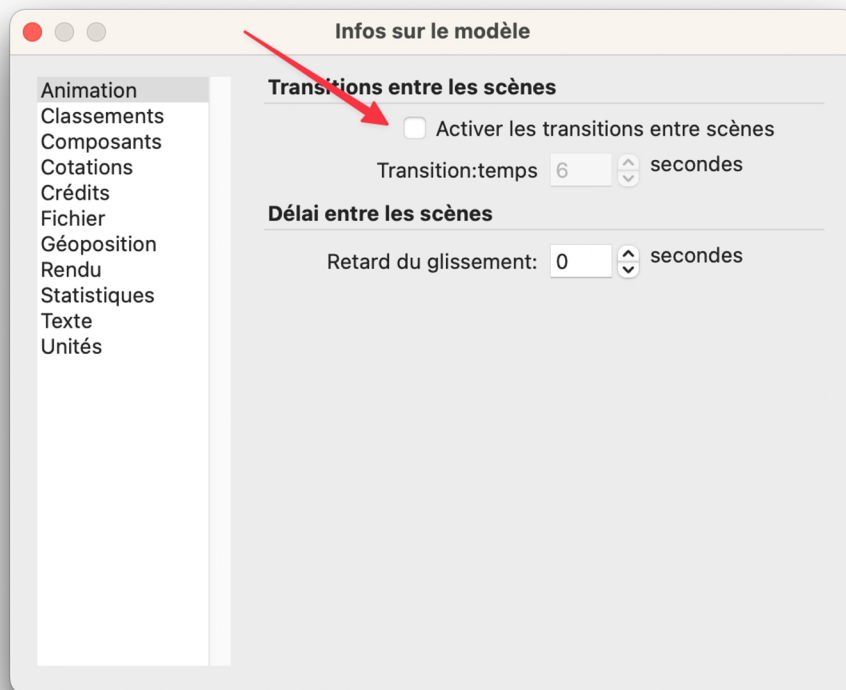 Infos sur le modèle
Animation
Classements
Composants
Cotations
Crédits
Fichier
Géoposition
Rendu
Statistiques
Texte
Unités
Transitions entre les scènes
Activer les transitions entre scènes
Transition:temps 6 secondes
Délai entre les scènes
Retard du glissement: 0 secondes